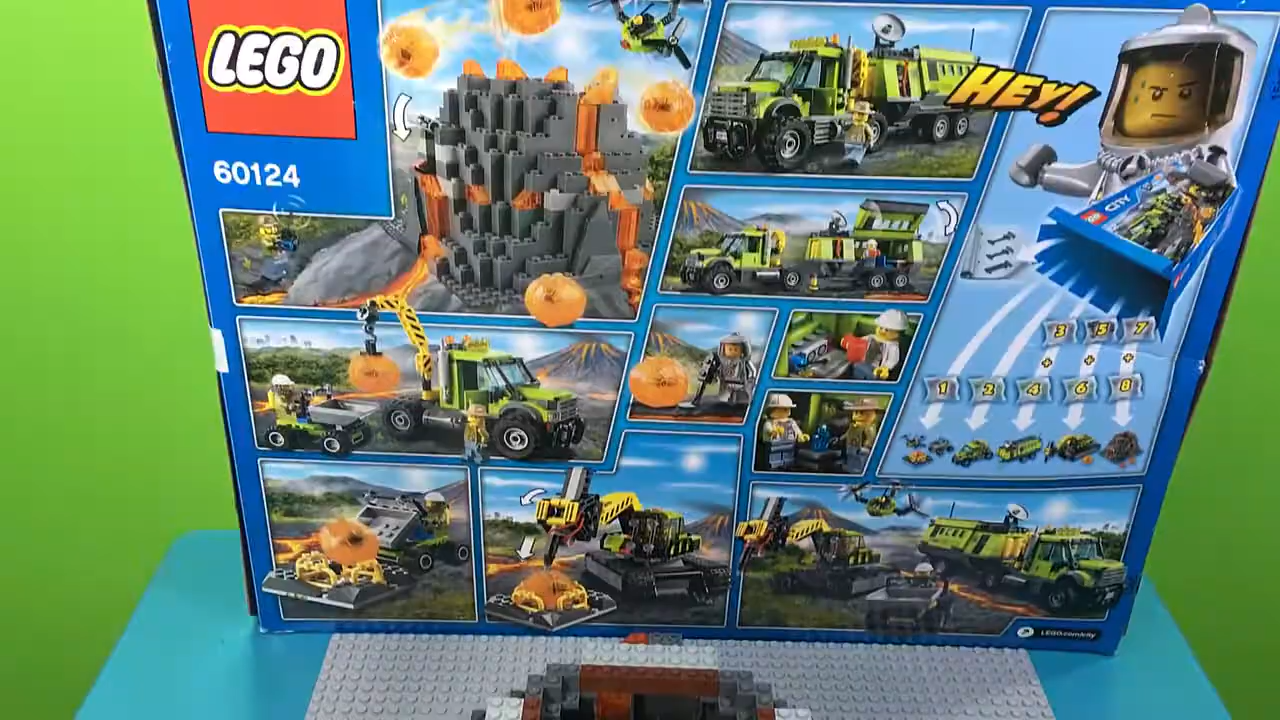 LEGO
60124
HEY!
CITY
3 5 7
+ + +
1 2 4 6 8
LEGO.com/city